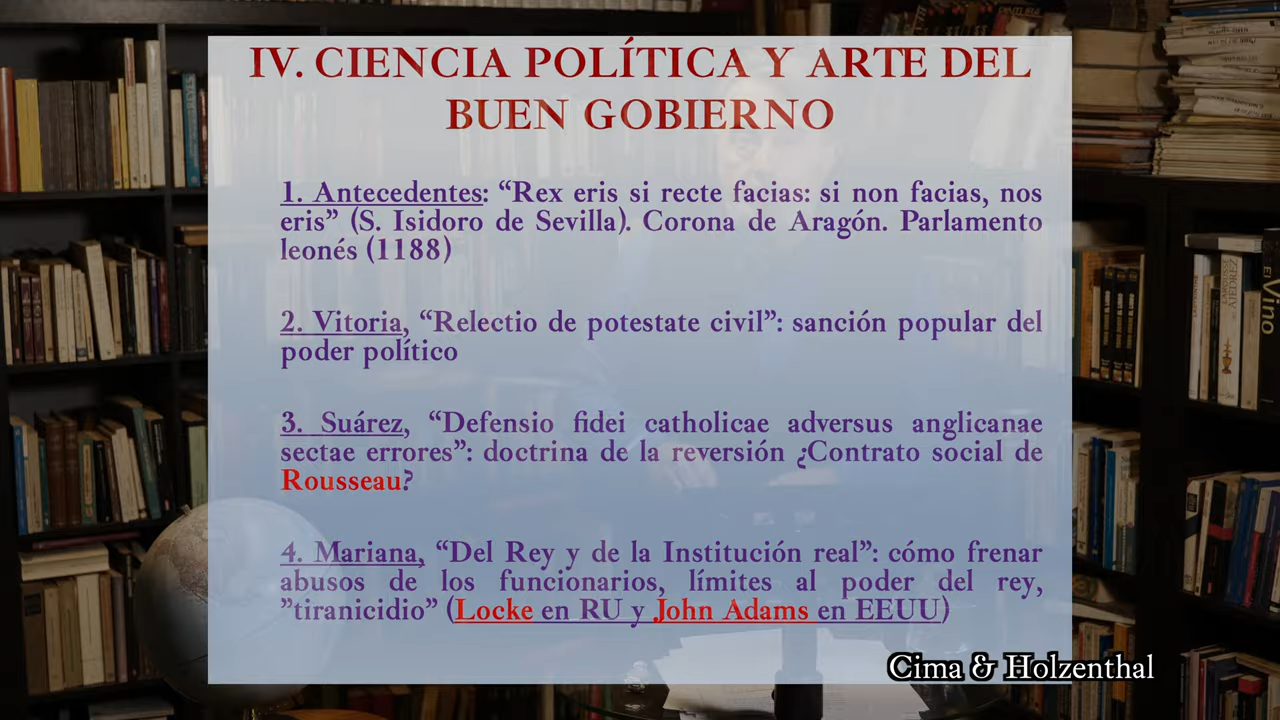 IV. CIENCIA POLÍTICA Y ARTE DEL
BUEN GOBIERNO
1. Antecedentes: “Rex eris si recte facias: si non facias, nos
eris” (S. Isidoro de Sevilla). Corona de Aragón. Parlamento
leonés (1188)
2. Vitoria, “Relectio de potestate civil”: sanción popular del
poder político
3. Suárez, “Defensio fidei catholicae adversus anglicanae
sectae errores”: doctrina de la reversión ¿Contrato social de
Rousseau?
4. Mariana, “Del Rey y de la Institución real”: cómo frenar
abusos de los funcionarios, límites al poder del rey,
”tiranicidio” (Locke en RU y John Adams en EEUU)
Cima & Holzenthal
El Vino
AJEDREZ